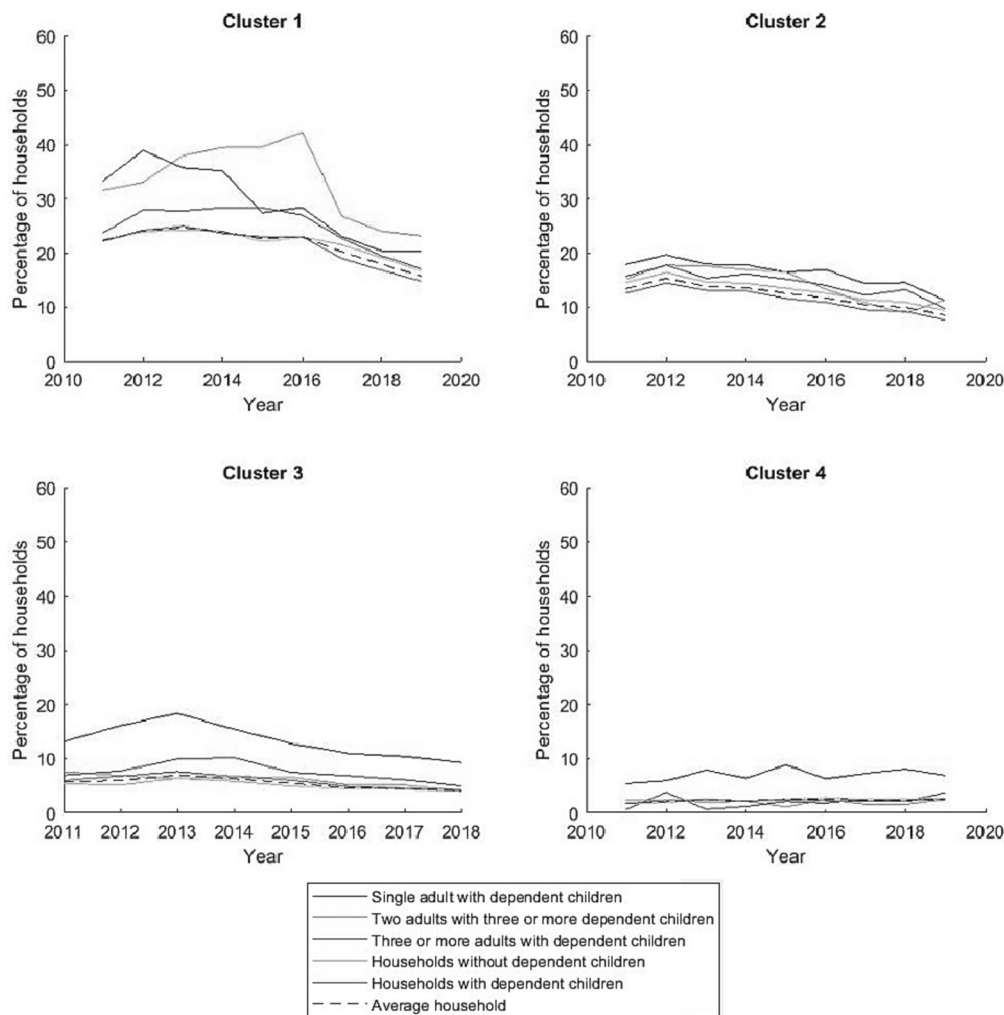 Cluster 1
60
50
40
30
20
10
0
Percentage of households
2010 2012 2014 2016 2018 2020
Year
Cluster 2
60
50
40
30
20
10
0
Percentage of households
2010 2012 2014 2016 2018 2020
Year
Cluster 3
60
50
40
30
20
10
0
Percentage of households
2011 2012 2013 2014 2015 2016 2017 2018
Year
Cluster 4
60
50
40
30
20
10
0
Percentage of households
2010 2012 2014 2016 2018 2020
Year
Single adult with dependent children
Two adults with three or more dependent children
Three or more adults with dependent children
Households without dependent children
Households with dependent children
Average household